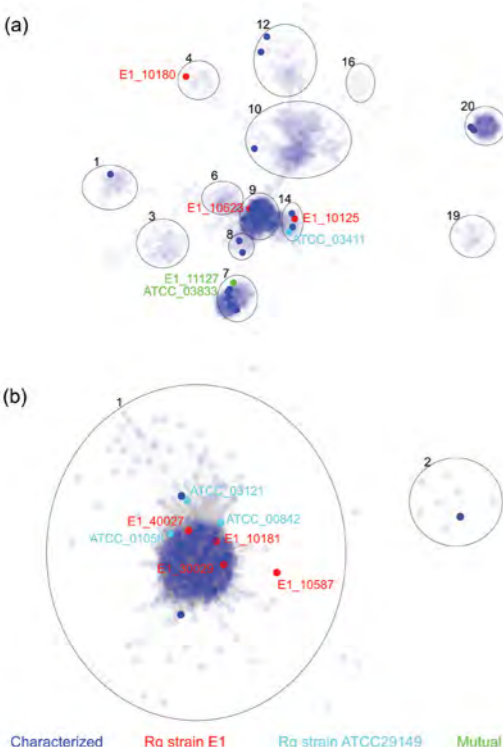 (a)
12
4
16
E1_10180
10
20
1
6
9
14
E1_10623
E1_10125
3
ATCC_03411
19
8
E1_11127
ATCC_03833
7
(b)
1
2
ATCC_03121
E1_40027
ATCC_00842
E1_10181
E1_10587
Characterized Rg strain E1 Rg strain ATCC29149 Mutual